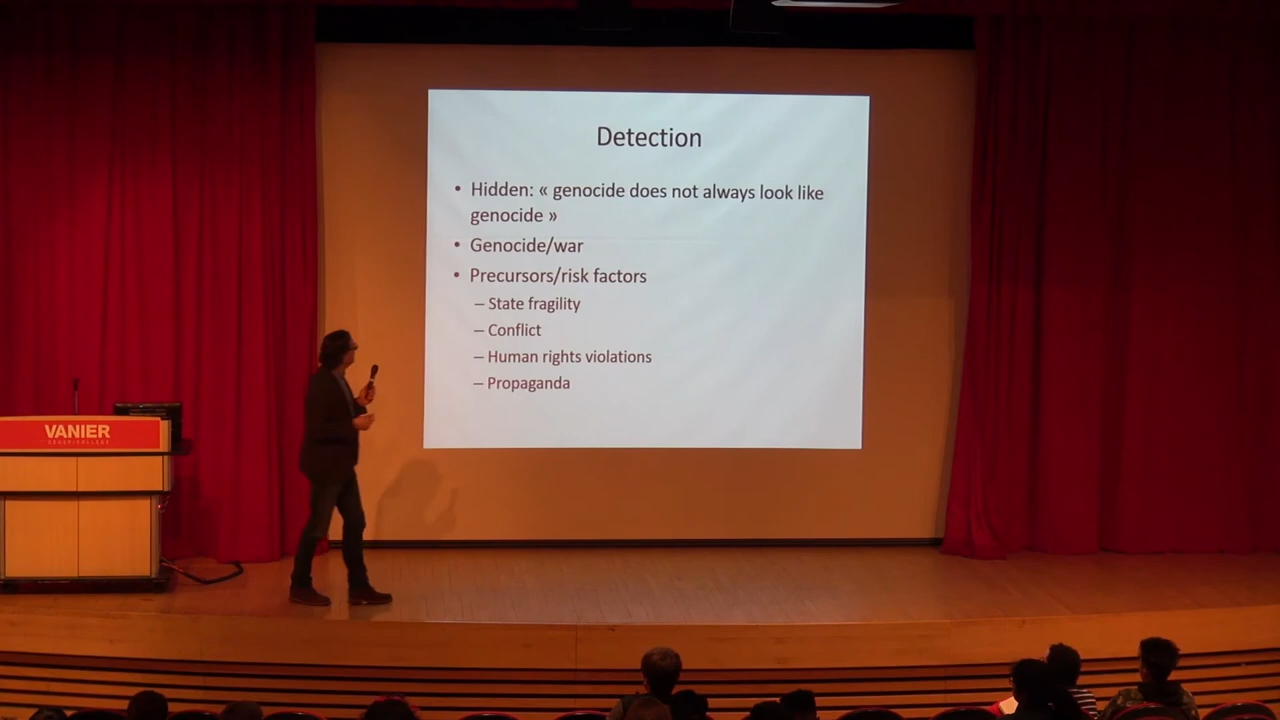 Detection
• Hidden: « genocide does not always look like
genocide »
• Genocide/war
• Precursors/risk factors
– State fragility
– Conflict
– Human rights violations
– Propaganda
VANIER